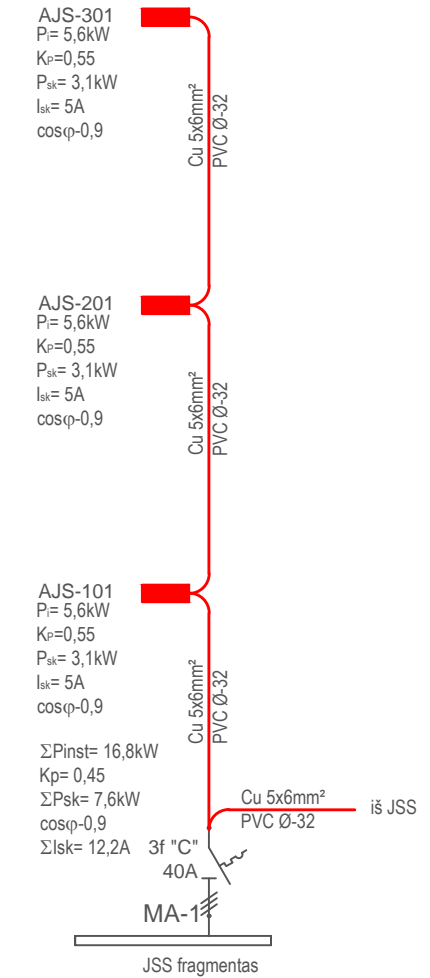 AJS-301
Pi= 5,6kW
KP=0,55
Psk= 3,1kW
Isk= 5A
cosφ-0,9
Cu 5x6mm²
PVC Ø-32
AJS-201
Pi= 5,6kW
KP=0,55
Psk= 3,1kW
Isk= 5A
cosφ-0,9
Cu 5x6mm²
PVC Ø-32
AJS-101
Pi= 5,6kW
KP=0,55
Psk= 3,1kW
Isk= 5A
cosφ-0,9
Cu 5x6mm²
PVC Ø-32
ΣPinst= 16,8kW
Kp= 0,45
ΣPsk= 7,6kW
cosφ-0,9
ΣIsk= 12,2A
Cu 5x6mm²
PVC Ø-32
iš JSS
3f "C"
40A
MA-1
JSS fragmentas